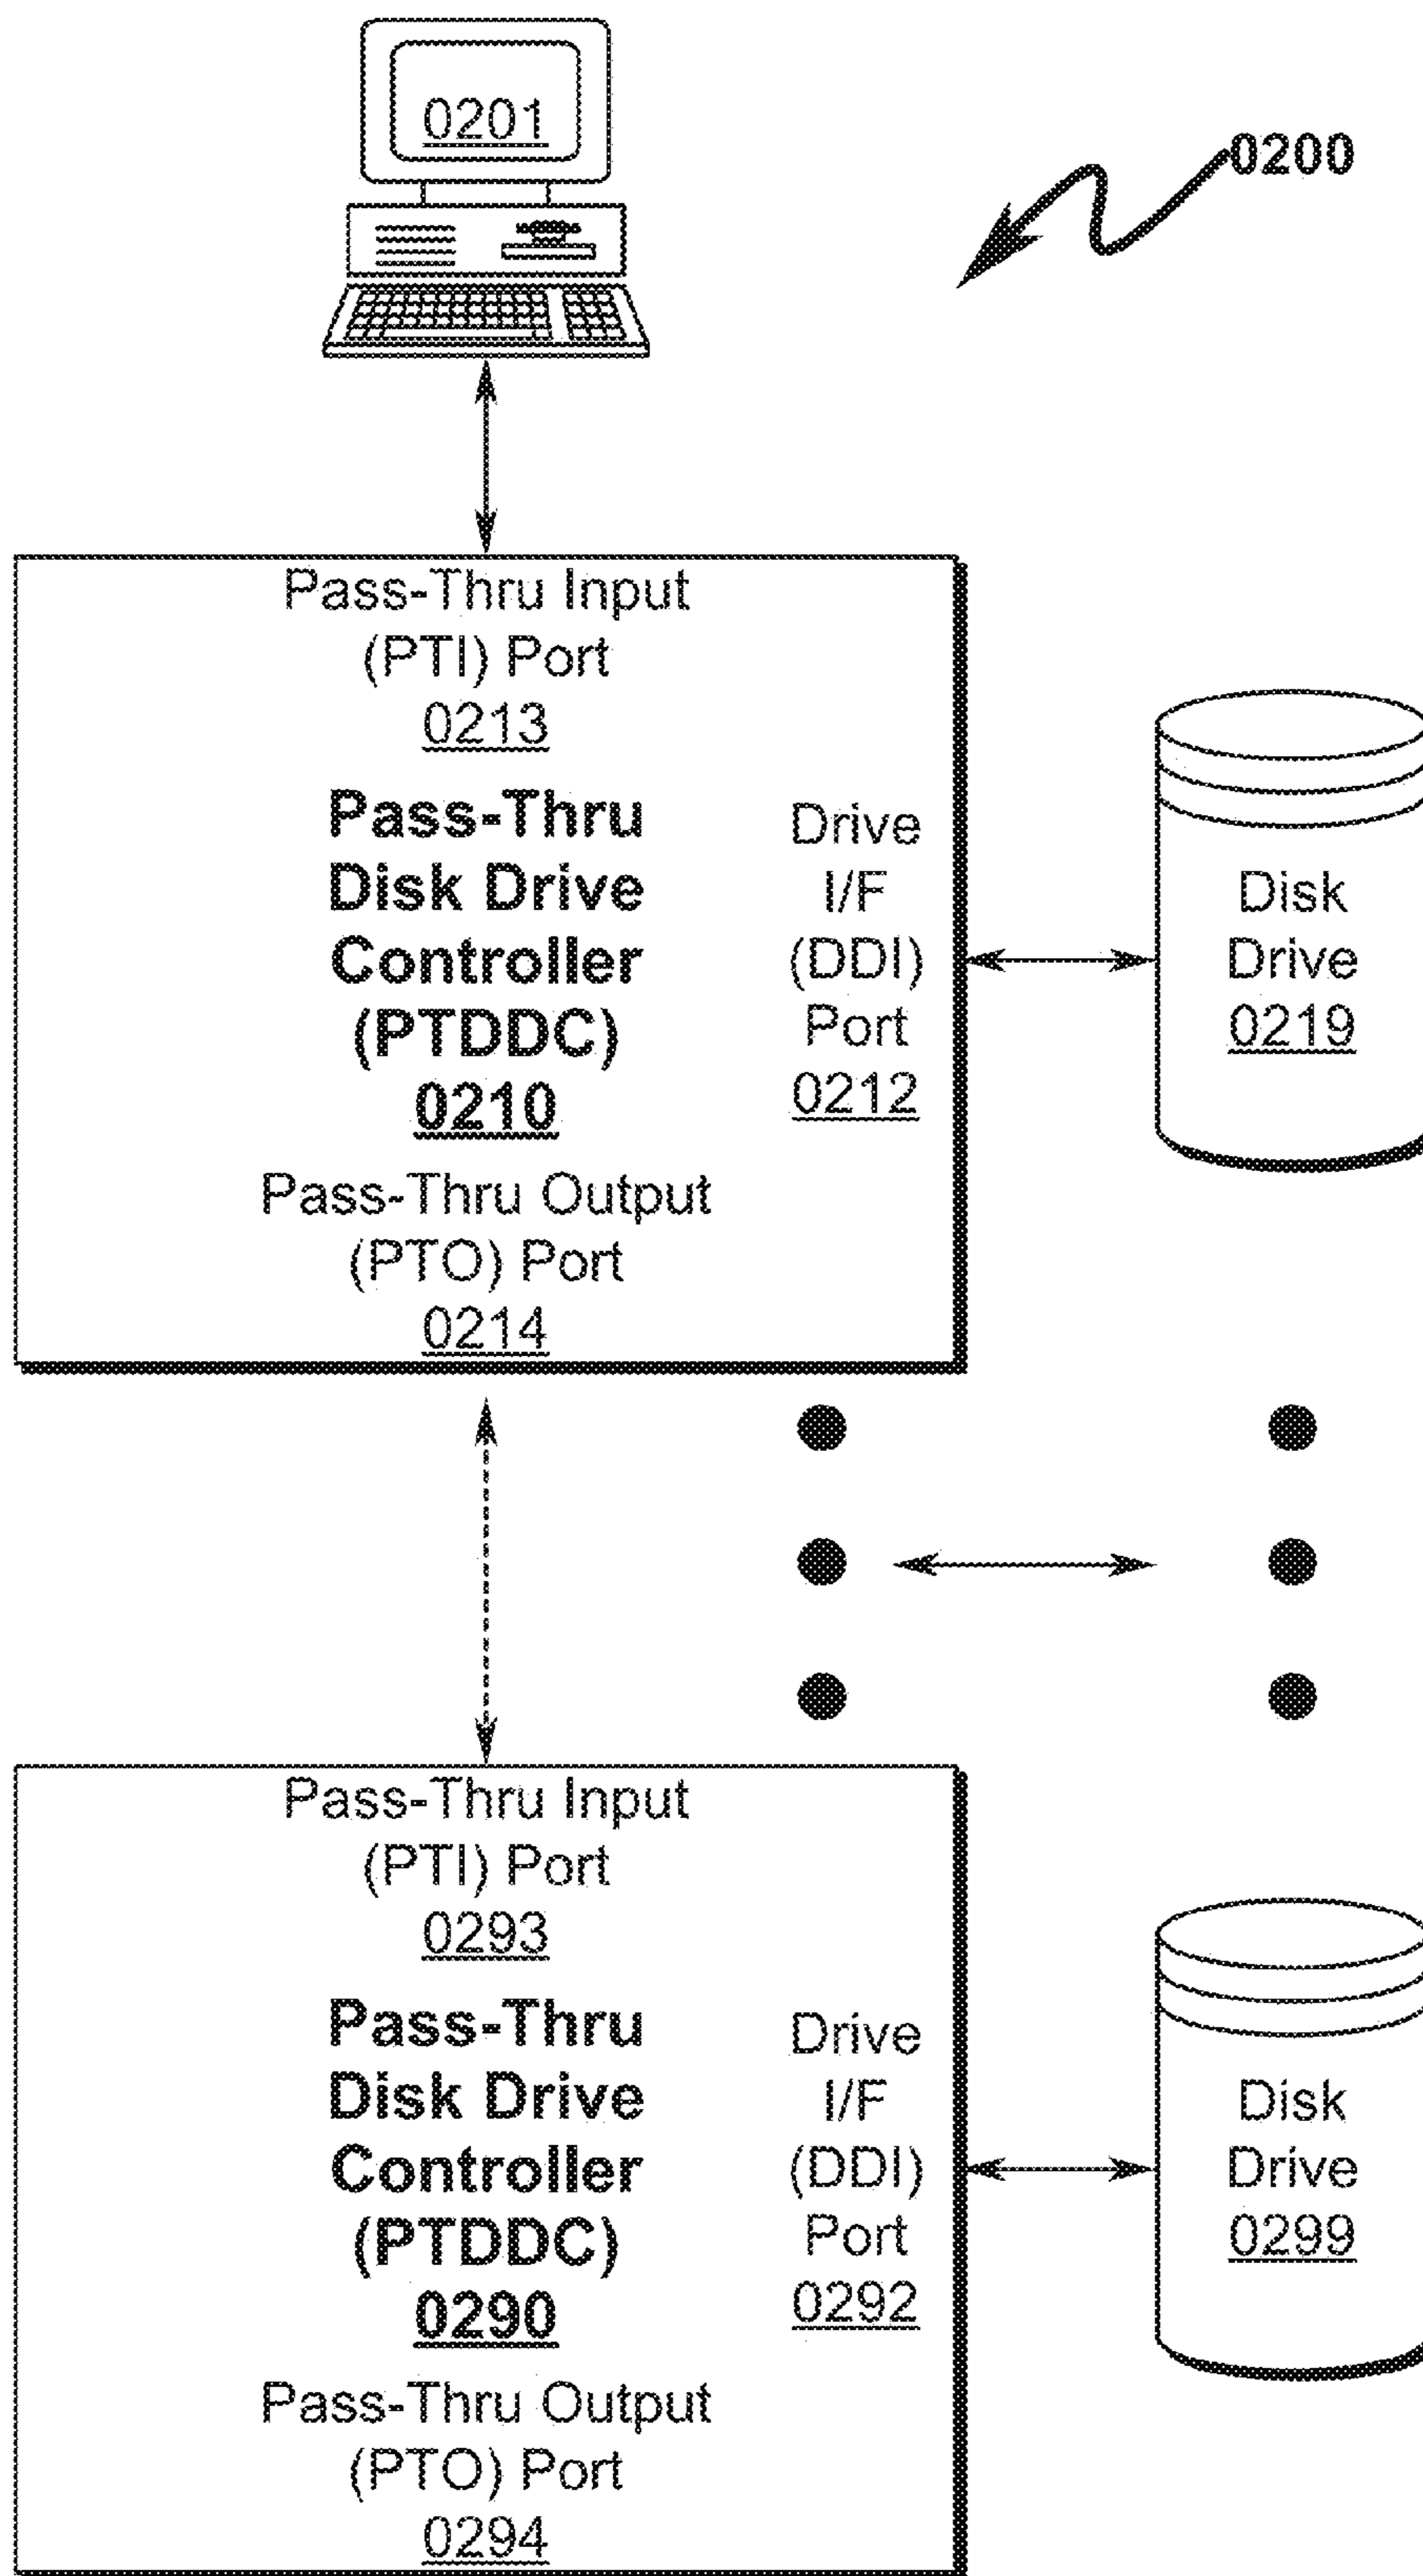 0201
0200
Pass-Thru Input
(PTI) Port
0213
Pass-Thru
Disk Drive
Controller
(PTDDC)
0210
Pass-Thru Output
(PTO) Port
0214
Drive
I/F
(DDI)
Port
0212
Disk
Drive
0219
Pass-Thru Input
(PTI) Port
0293
Pass-Thru
Disk Drive
Controller
(PTDDC)
0290
Pass-Thru Output
(PTO) Port
0294
Drive
I/F
(DDI)
Port
0292
Disk
Drive
0299